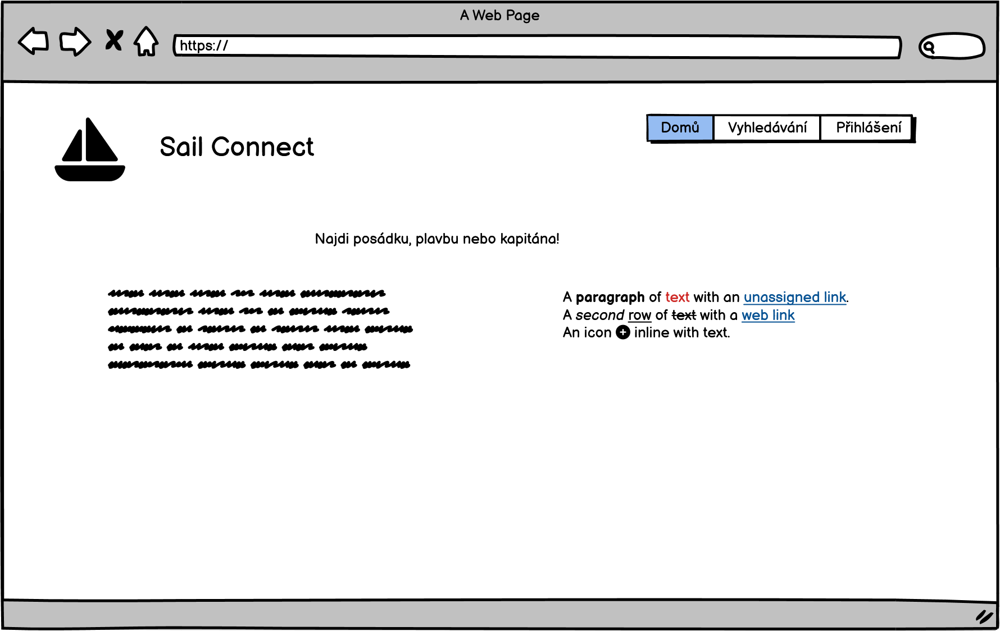 A Web Page
https://
Domů Vyhledávání Přihlášení
Sail Connect
Najdi posádku, plavbu nebo kapitána!
A paragraph of text with an unassigned link.
A second row of text with a web link
An icon inline with text.